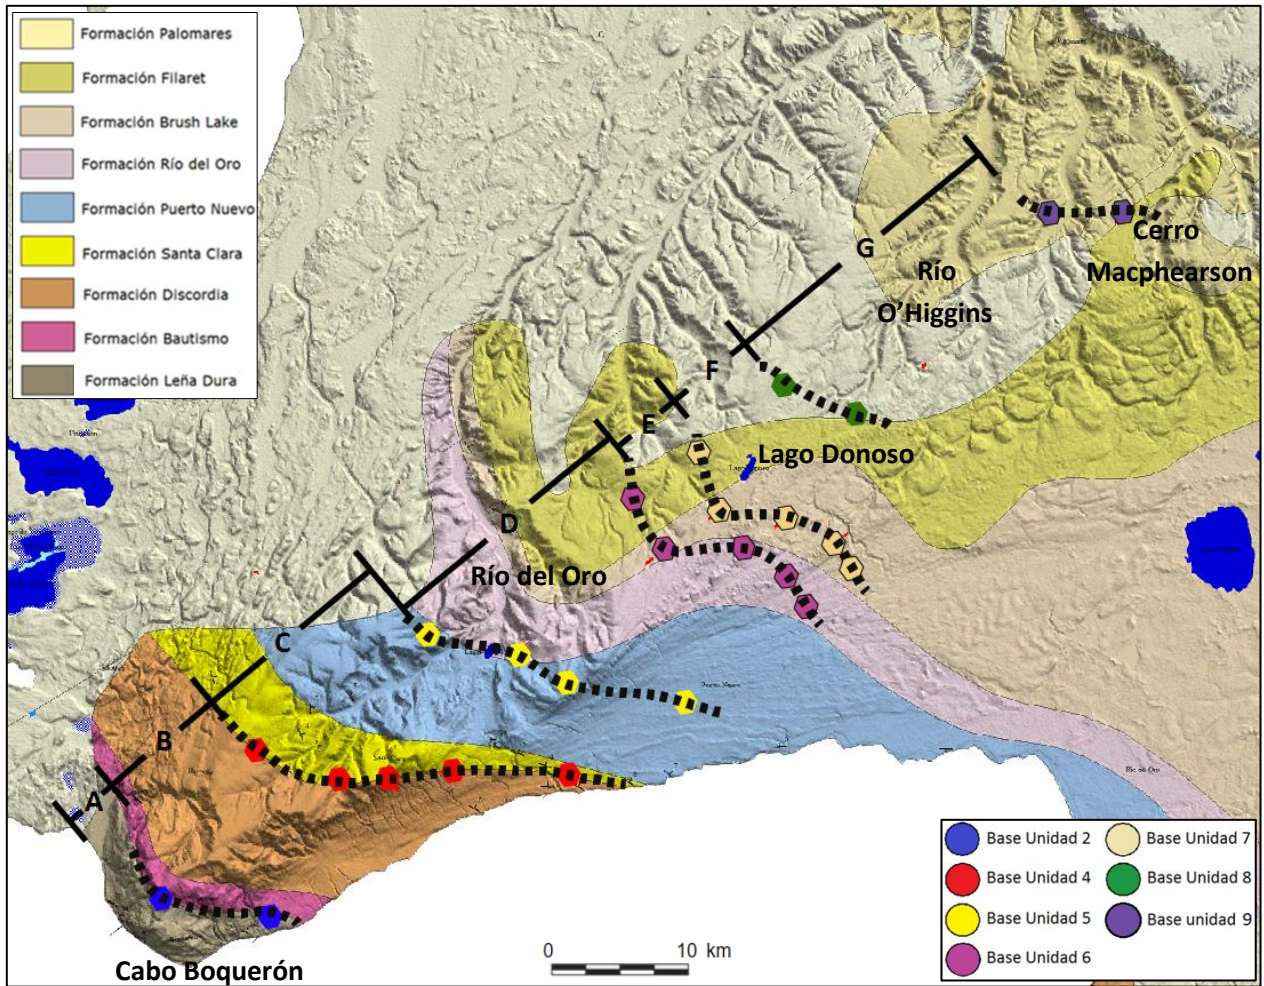 Formación Palomares
Formación Filaret
Formación Brush Lake
Formación Río del Oro
Formación Puerto Nuevo
Formación Santa Clara
Formación Discordia
Formación Bautismo
Formación Leña Dura
G
Cerro
Macphearson
Río
O’Higgins
F
E
Lago Donoso
D
Río del Oro
C
B
A
Cabo Boquerón
0 10 km
Base Unidad 2
Base Unidad 4
Base Unidad 5
Base Unidad 6
Base Unidad 7
Base Unidad 8
Base unidad 9